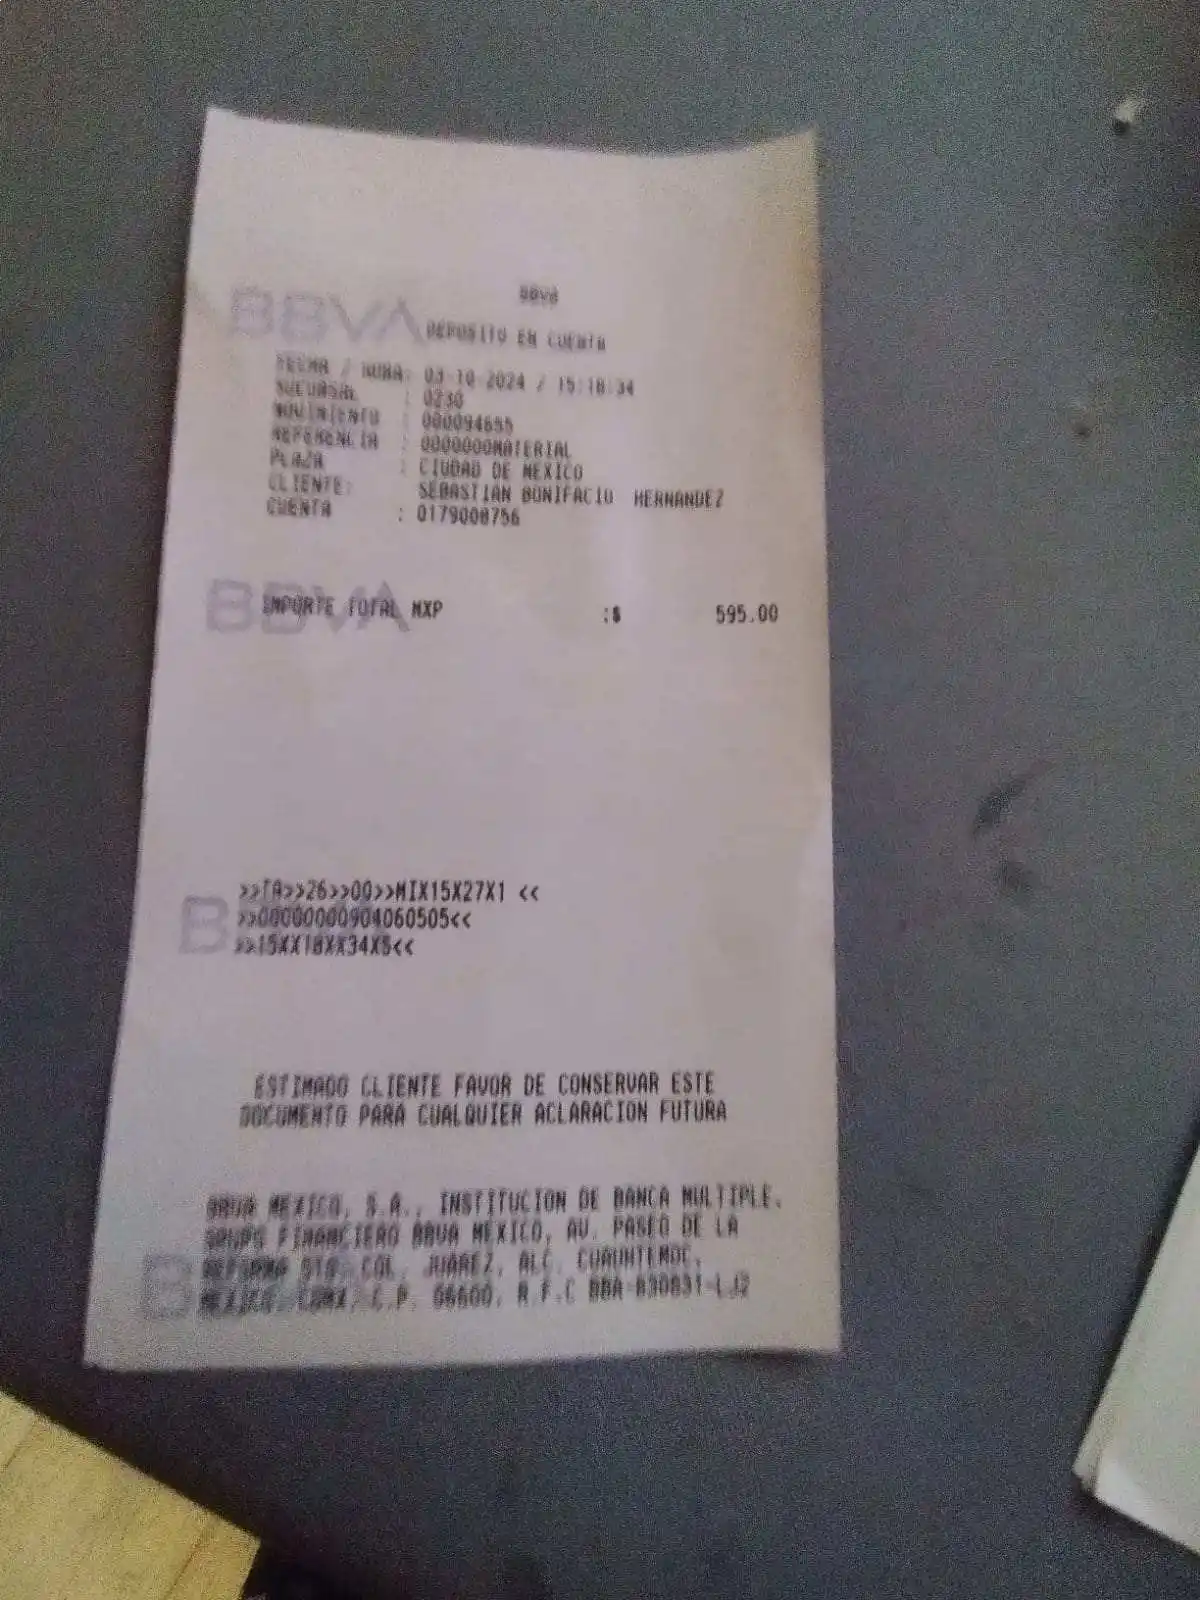 BBVA
BBVA
DEPOSITO EN CUENTA
FECHA / HORA: 03-10-2024 / 15:18:34
SUCURSAL : 0230
MOVIMIENTO : 000094655
REFERENCIA : 0000000MATERIAL
PLAZA : CIUDAD DE MEXICO
CLIENTE: SEBASTIAN BONIFACIO HERNANDEZ
CUENTA : 0179008756
BBVA
IMPORTE TOTAL MXP :$ 595.00
>>TA>>26>>00>>MIX15X27X1 <<
>>00000000904060505<<
>>15XX18XX34XS<<
B
ESTIMADO CLIENTE FAVOR DE CONSERVAR ESTE
DOCUMENTO PARA CUALQUIER ACLARACION FUTURA
BBVA MEXICO, S.A., INSTITUCION DE BANCA MULTIPLE,
GRUPO FINANCIERO BBVA MEXICO, AV. PASEO DE LA
REFORMA 510, COL. JUAREZ, ALC. CUAUHTEMOC,
MEXICO, CDMX, C.P. 06600, R.F.C BBA-830831-LJ2
B